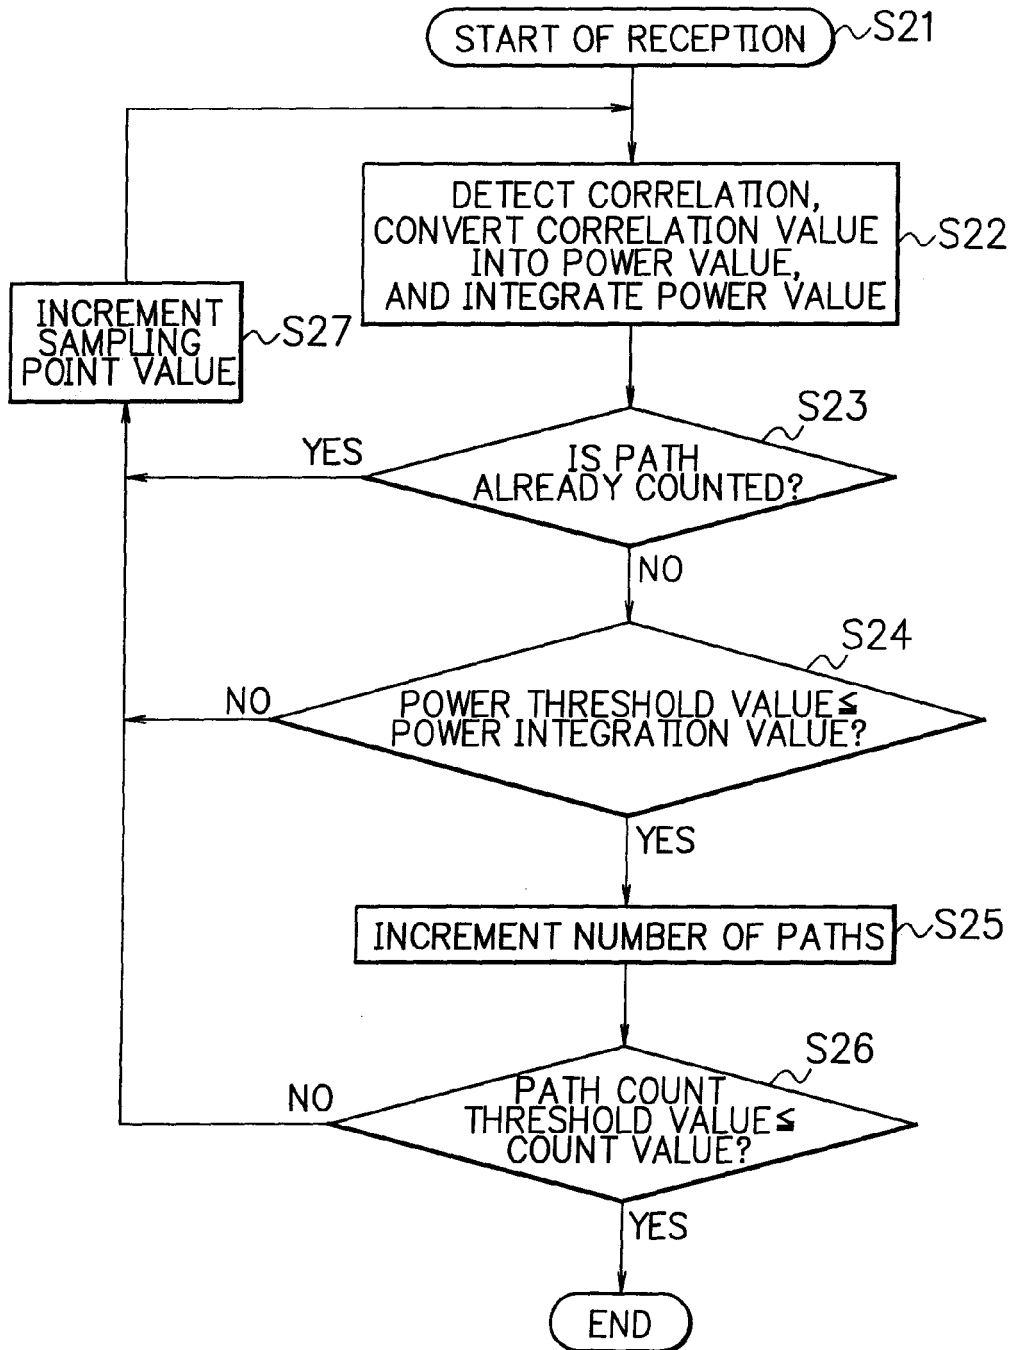 START OF RECEPTION
S21
DETECT CORRELATION,
CONVERT CORRELATION VALUE
INTO POWER VALUE,
AND INTEGRATE POWER VALUE
S22
INCREMENT
SAMPLING
POINT VALUE
S27
S23
YES
IS PATH
ALREADY COUNTED?
NO
S24
NO
POWER THRESHOLD VALUE≦
POWER INTEGRATION VALUE?
YES
INCREMENT NUMBER OF PATHS
S25
S26
NO
PATH COUNT
THRESHOLD VALUE≦
COUNT VALUE?
YES
END